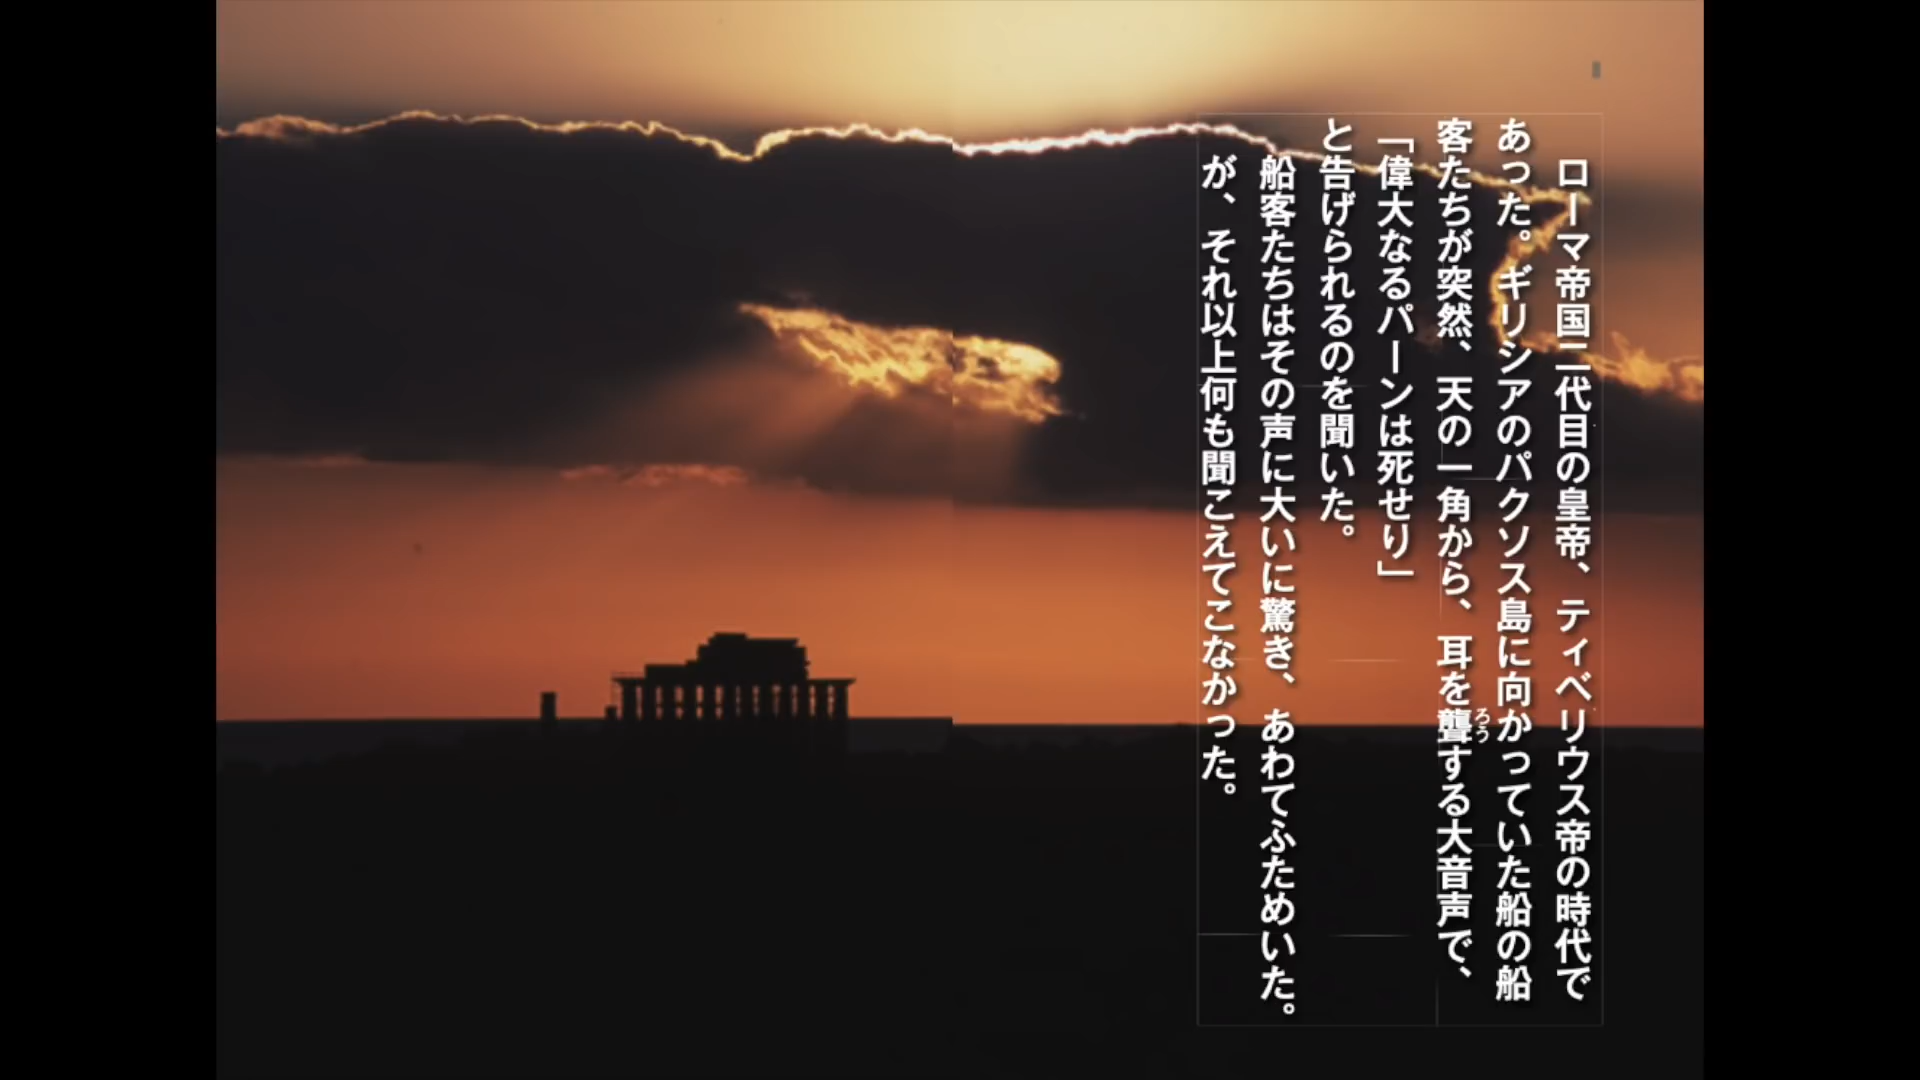 ローマ帝国二代目の皇帝、ティベリウス帝の時代で
あった。ギリシアのパクソス島に向かっていた船の船
客たちが突然、天の一角から、耳を聾する大音声で、
ろう
「偉大なるパーンは死せり」
と告げられるのを聞いた。
船客たちはその声に大いに驚き、あわてふためいた。
が、それ以上何も聞こえてこなかった。